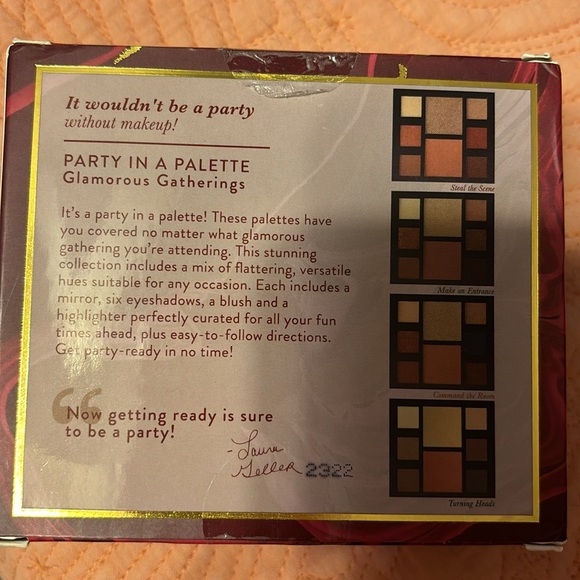 It wouldn't be a party
without makeup!
PARTY IN A PALETTE
Glamorous Gatherings
It's a party in a palette! These palettes have
you covered no matter what glamorous
gathering you're attending. This stunning
collection includes a mix of flattering, versatile
hues suitable for any occasion. Each includes a
mirror, six eyeshadows, a blush and a
highlighter perfectly curated for all your fun
times ahead, plus easy-to-follow directions.
Get party-ready in no time!
“Now getting ready is sure
to be a party!
- Laura
Geller 2322
Steal the Scene
Make an Entrance
Command the Room
Turning Heads